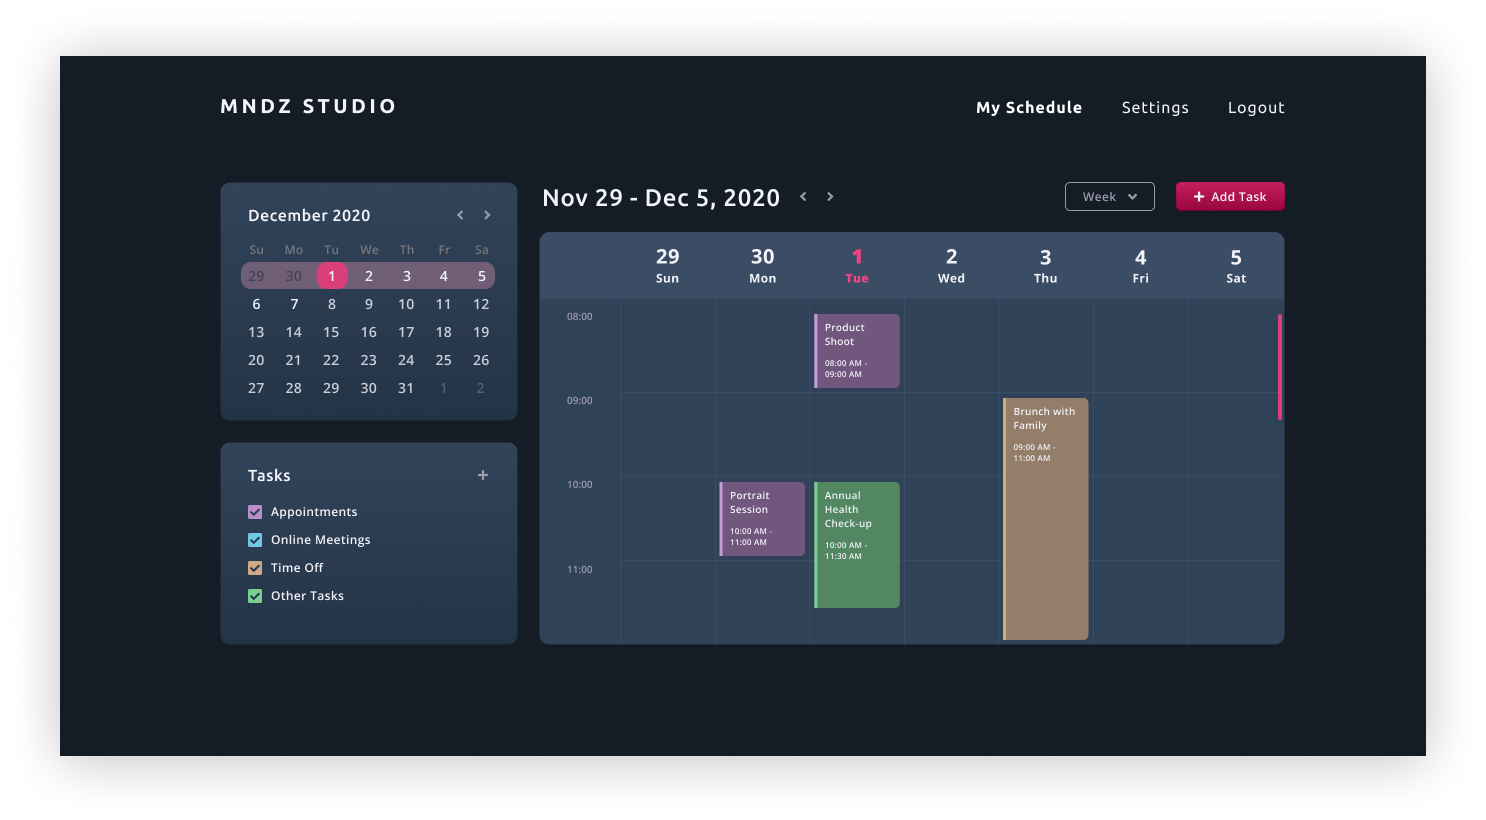 MNDZ STUDIO
My Schedule Settings Logout
December 2020
Su Mo Tu We Th Fr Sa
29 30 1 2 3 4 5
6 7 8 9 10 11 12
13 14 15 16 17 18 19
20 21 22 23 24 25 26
27 28 29 30 31 1 2
Tasks
Appointments
Online Meetings
Time Off
Other Tasks
Nov 29 - Dec 5, 2020
Week
+ Add Task
29 30 1 2 3 4 5
Sun Mon Tue Wed Thu Fri Sat
08:00
Product
Shoot
08:00 AM -
09:00 AM
09:00
Brunch with
Family
09:00 AM -
11:00 AM
10:00
Portrait
Session
10:00 AM -
11:00 AM
Annual
Health
Check-up
10:00 AM -
11:30 AM
11:00